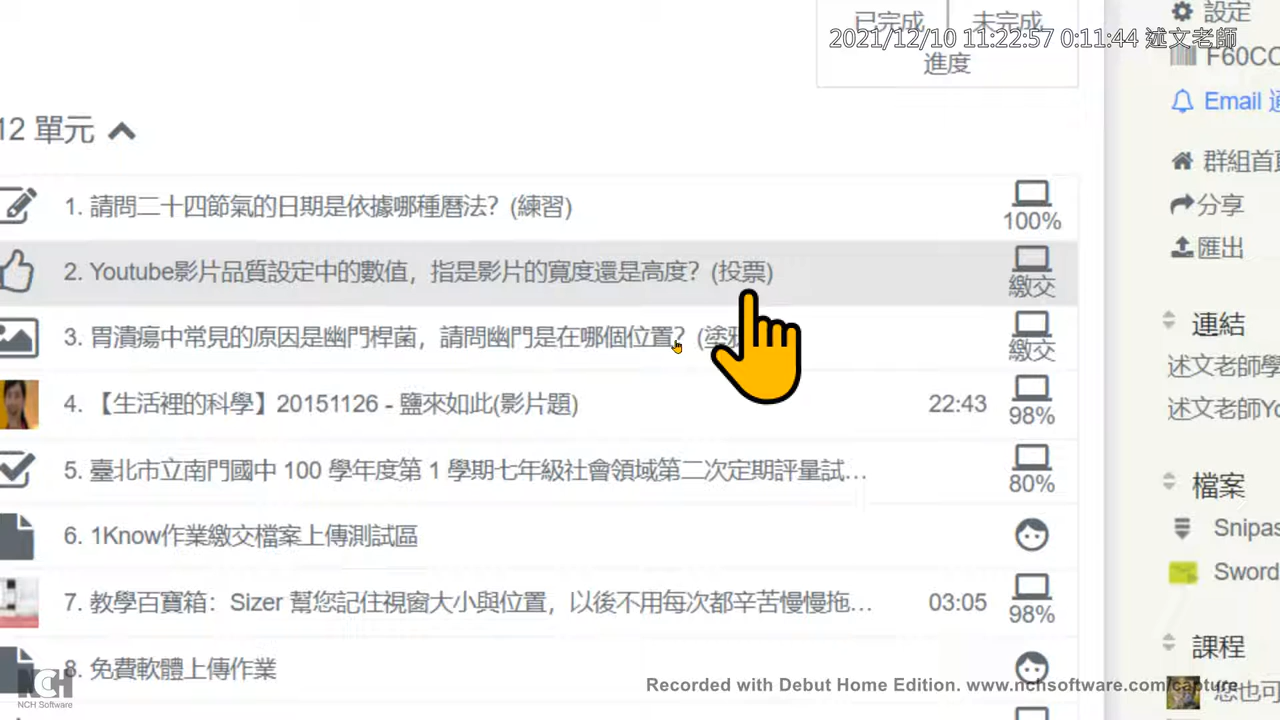 已完成 未完成
2021/12/10 11:22:57 0:11:44 述文老師
進度
設定
F60CC
Email
群組首頁
分享
匯出
12 單元
1. 請問二十四節氣的日期是依據哪種曆法? (練習)
100%
2. Youtube影片品質設定中的數值，指是影片的寬度還是高度? (投票)
繳交
3. 胃潰瘍中常見的原因是幽門桿菌，請問幽門是在哪個位置? (塗鴉
繳交
4. 【生活裡的科學】20151126 - 鹽來如此(影片題)
22:43
98%
5. 臺北市立南門國中 100 學年度第 1 學期七年級社會領域第二次定期評量試…
80%
6. 1Know作業繳交檔案上傳測試區
7. 教學百寶箱：Sizer 幫您記住視窗大小與位置，以後不用每次都辛苦慢慢拖…
03:05
98%
8. 免費軟體上傳作業
連結
述文老師學
述文老師Yo
檔案
Snipas
Sword
課程
您也可
NCH
NCH Software
Recorded with Debut Home Edition. www.nchsoftware.com/capture